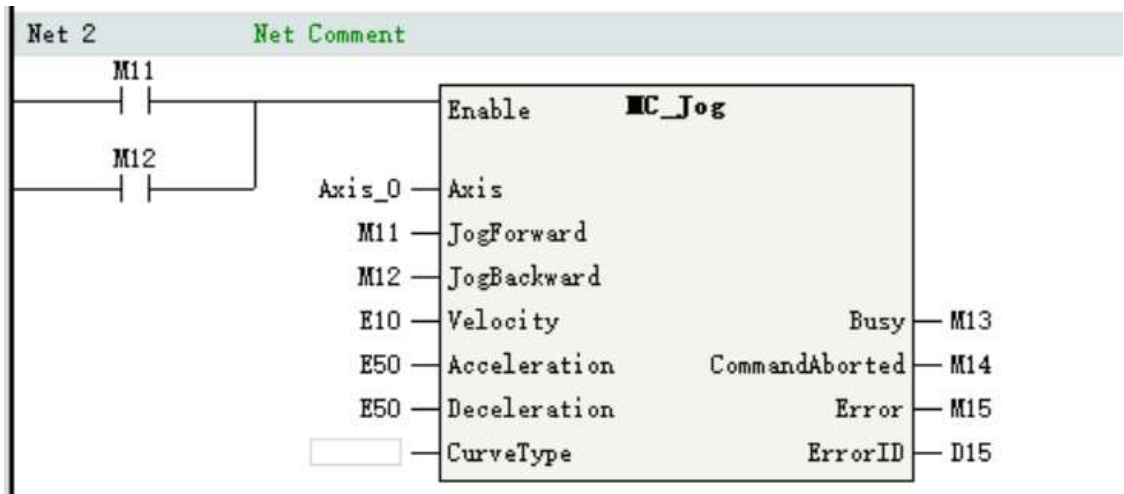 Net 2 Net Comment
M11
Enable MC_Jog
M12
Axis_0 Axis
M11 JogForward
M12 JogBackward
E10 Velocity Busy M13
E50 Acceleration CommandAborted M14
E50 Deceleration Error M15
CurveType ErrorID D15